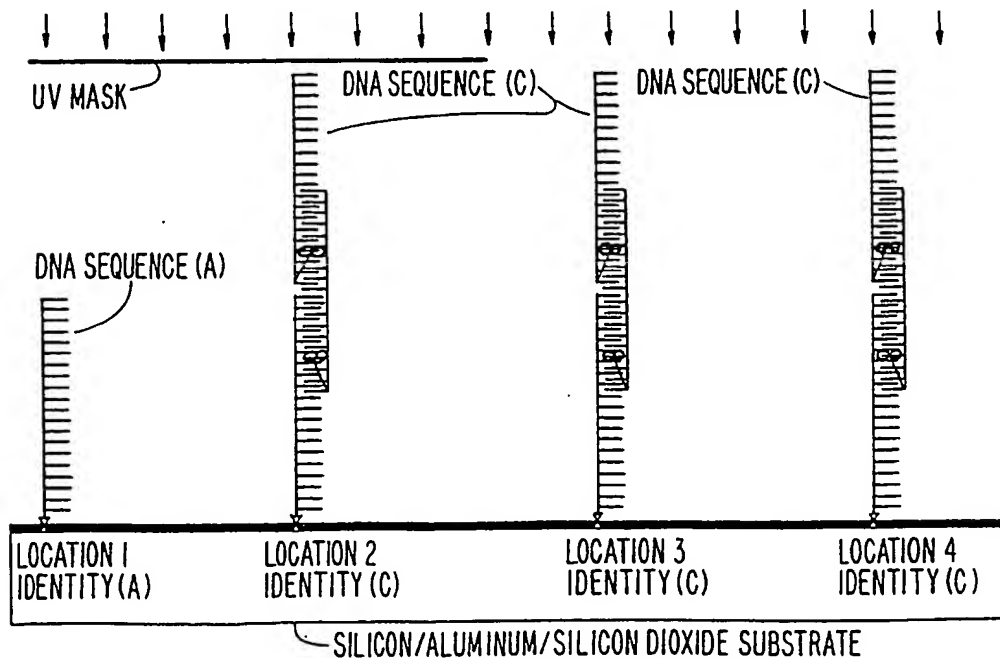 UV MASK
DNA SEQUENCE (C)
DNA SEQUENCE (C)
DNA SEQUENCE (A)
LOCATION 1
IDENTITY (A)
LOCATION 2
IDENTITY (C)
LOCATION 3
IDENTITY (C)
LOCATION 4
IDENTITY (C)
SILICON/ALUMINUM/SILICON DIOXIDE SUBSTRATE